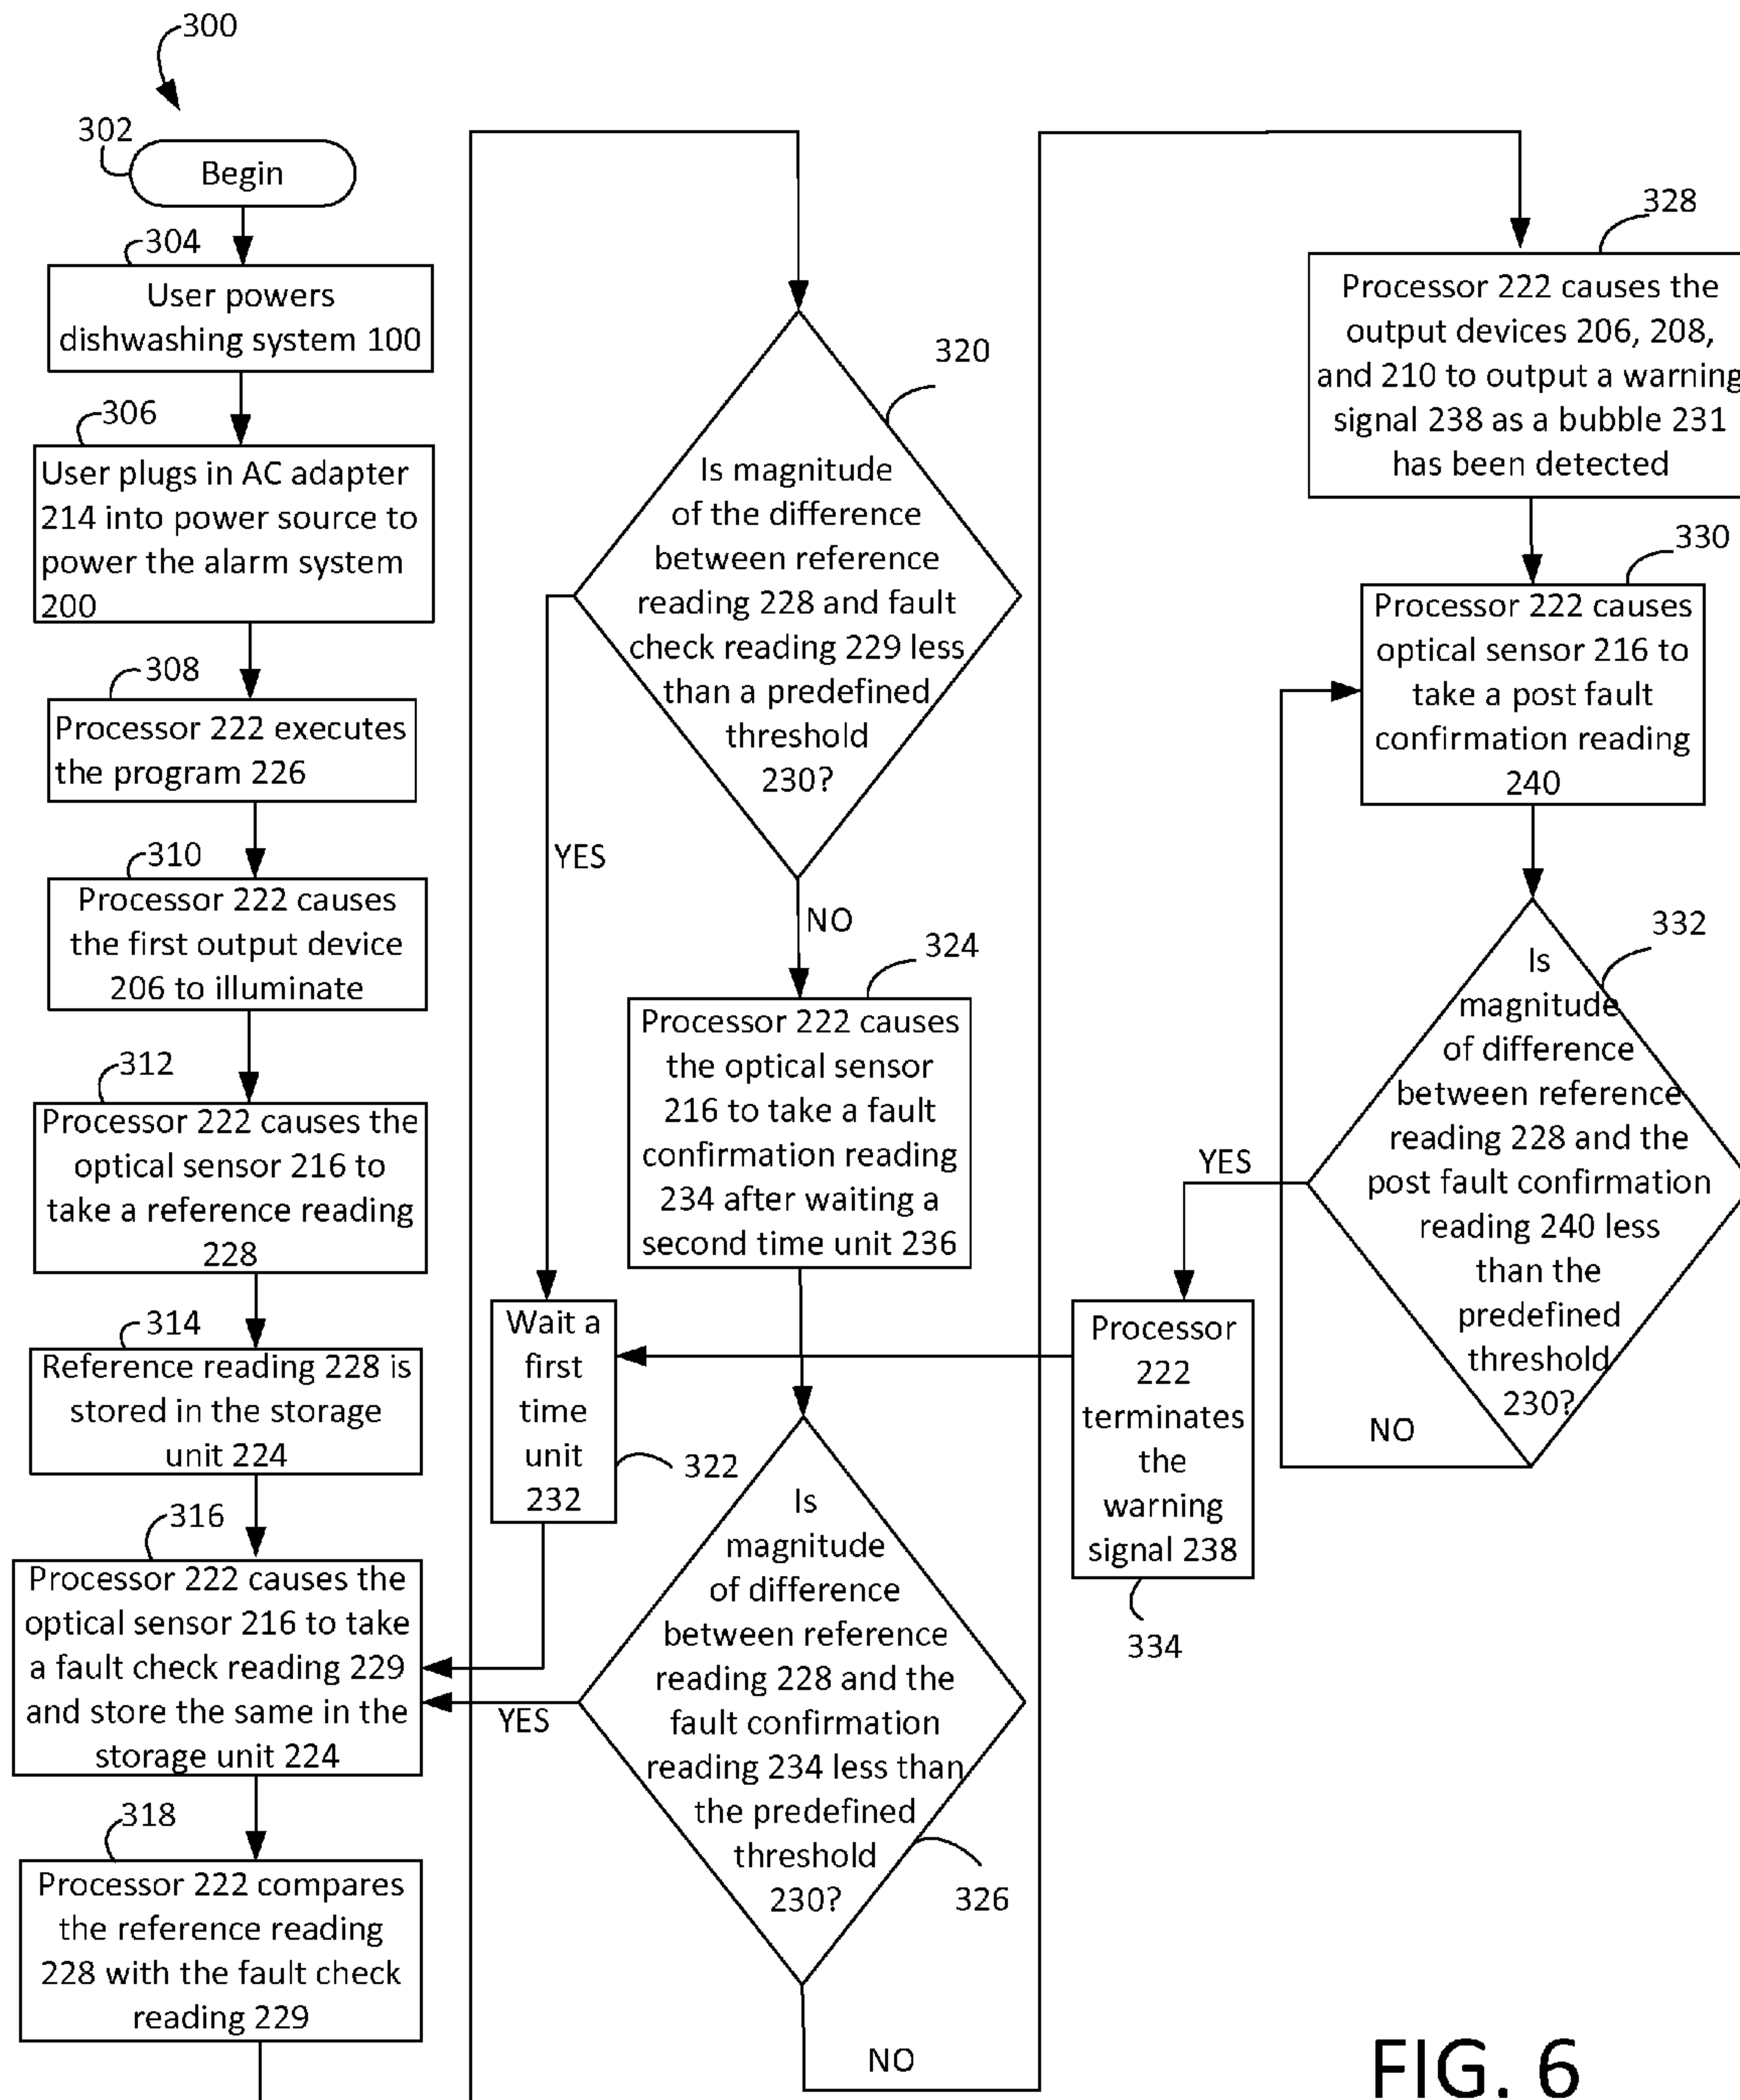 300
302
Begin
304
User powers
dishwashing system 100
306
User plugs in AC adapter
214 into power source to
power the alarm system
200
308
Processor 222 executes
the program 226
310
Processor 222 causes
the first output device
206 to illuminate
312
Processor 222 causes the
optical sensor 216 to
take a reference reading
228
314
Reference reading 228 is
stored in the storage
unit 224
316
Processor 222 causes the
optical sensor 216 to take
a fault check reading 229
and store the same in the
storage unit 224
318
Processor 222 compares
the reference reading
228 with the fault check
reading 229
320
Is magnitude
of the difference
between reference
reading 228 and fault
check reading 229 less
than a predefined
threshold
230?
YES
NO
324
Processor 222 causes
the optical sensor
216 to take a fault
confirmation reading
234 after waiting a
second time unit 236
Wait a
first
time
unit
232
322
Is
magnitude
of difference
between reference
reading 228 and the
fault confirmation
reading 234 less than
the predefined
threshold
230?
326
YES
NO
328
Processor 222 causes the
output devices 206, 208,
and 210 to output a warning
signal 238 as a bubble 231
has been detected
330
Processor 222 causes
optical sensor 216 to
take a post fault
confirmation reading
240
332
Is
magnitude
of difference
between reference
reading 228 and the
post fault confirmation
reading 240 less
than the
predefined
threshold
230?
YES
NO
Processor
222
terminates
the
warning
signal 238
334
FIG. 6